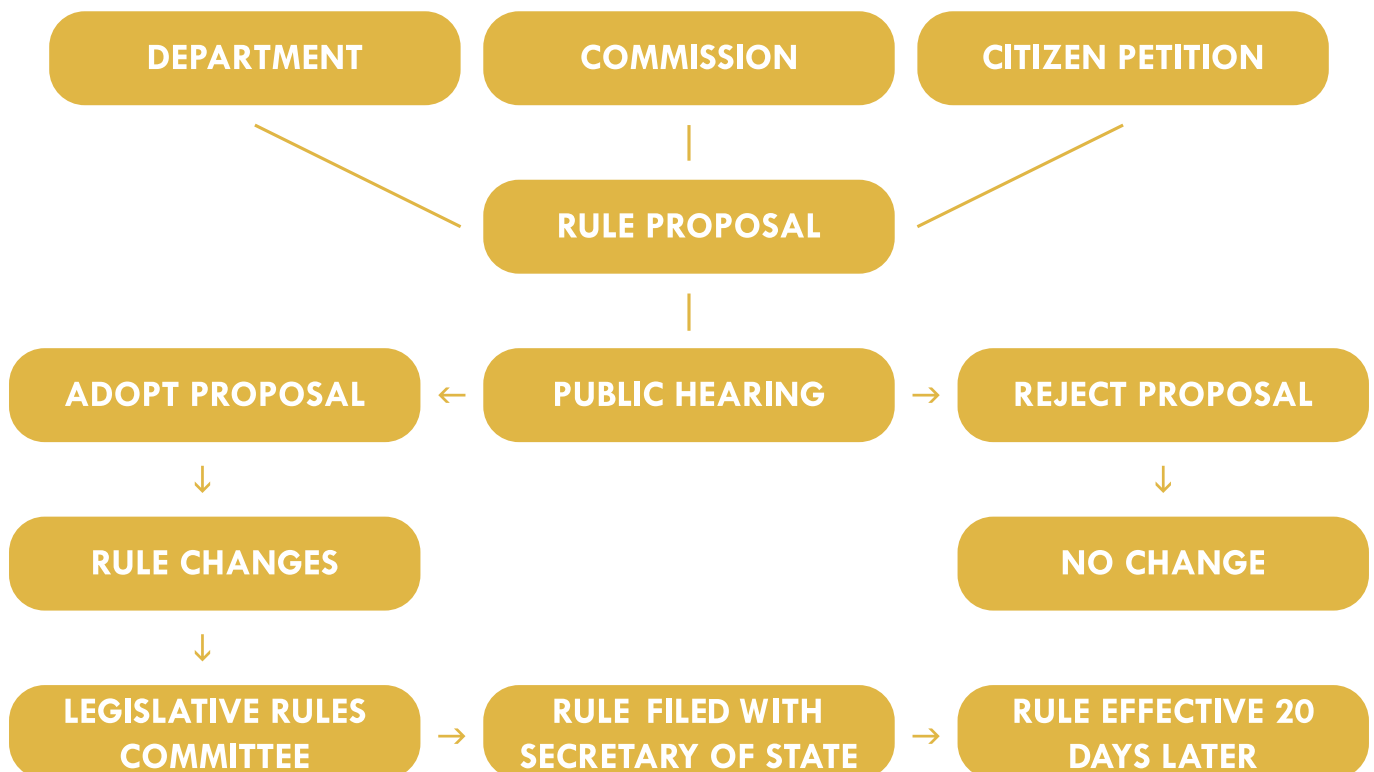 DEPARTMENT
COMMISSION
CITIZEN PETITION
RULE PROPOSAL
ADOPT PROPOSAL
PUBLIC HEARING
REJECT PROPOSAL
RULE CHANGES
NO CHANGE
LEGISLATIVE RULES
COMMITTEE
RULE FILED WITH
SECRETARY OF STATE
RULE EFFECTIVE 20
DAYS LATER